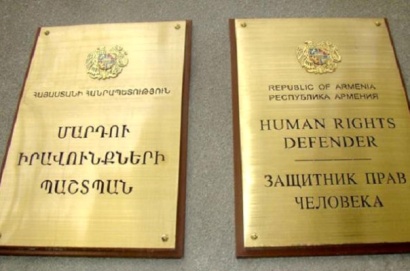 ՀԱՅԱՍՏԱՆԻ ՀԱՆՐԱՊԵՏՈՒԹՅՈՒՆ
ՄԱՐԴՈՒ
ԻՐԱՎՈՒՆՔՆԵՐԻ
ՊԱՇՏՊԱՆ
REPUBLIC OF ARMENIA
РЕСПУБЛИКА АРМЕНИЯ
HUMAN RIGHTS
DEFENDER
ЗАЩИТНИК ПРАВ
ЧЕЛОВЕКА